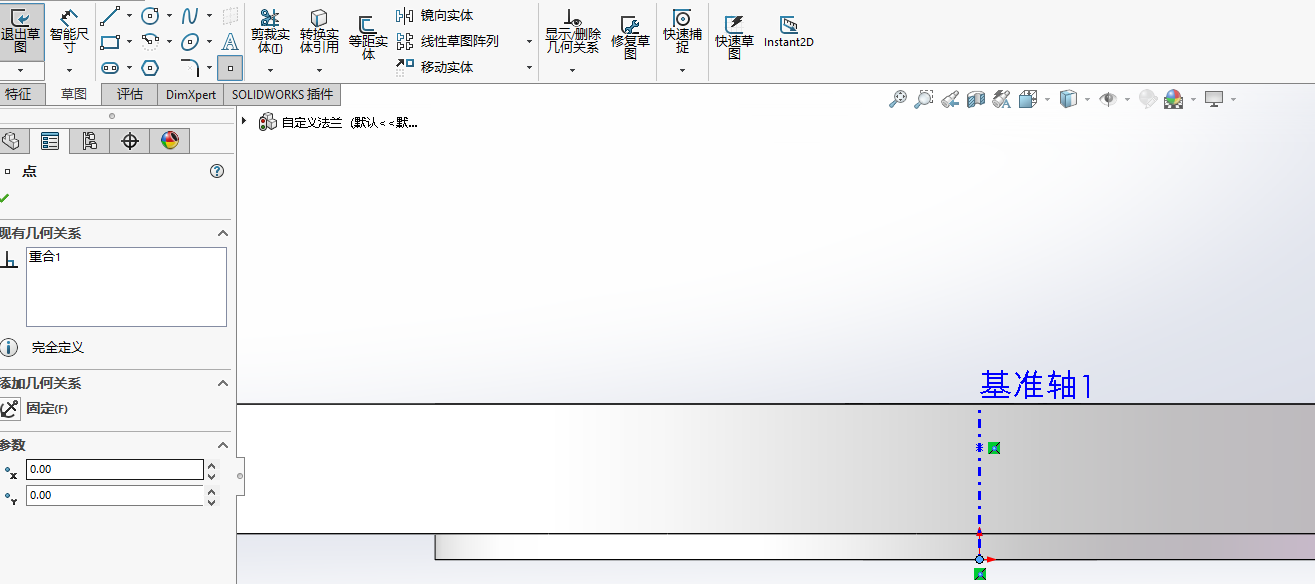 退出草图
智能尺寸
剪裁实体(T)
转换实体引用
等距实体
镜向实体
线性草图阵列
移动实体
显示/删除几何关系
修复草图
快速捕捉
快速草图
Instant2D
特征
草图
评估
DimXpert
SOLIDWORKS 插件
自定义法兰 (默认<<默...
点
现有几何关系
重合1
完全定义
添加几何关系
固定(F)
参数
X
0.00
Y
0.00
基准轴1